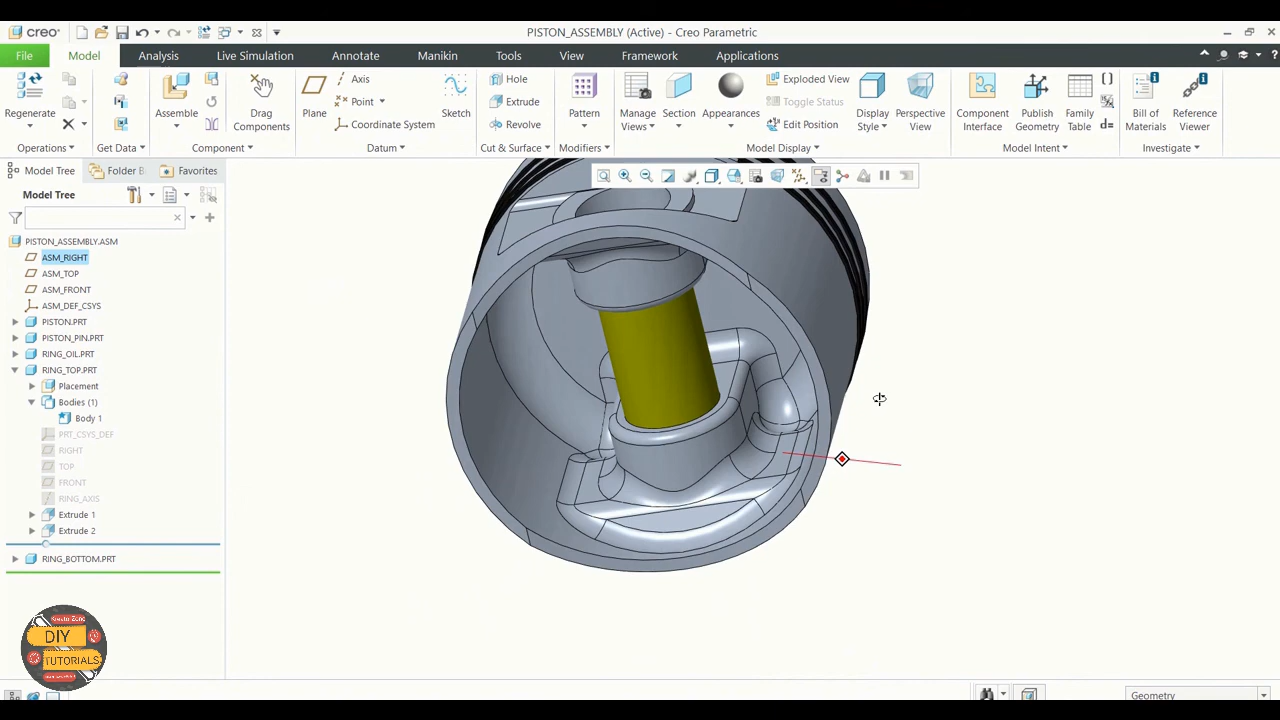 creo
PISTON_ASSEMBLY (Active) - Creo Parametric
File Model Analysis Live Simulation Annotate Manikin Tools View Framework Applications
Regenerate
Assemble
Drag Components
Plane
Axis
Point
Coordinate System
Sketch
Hole
Extrude
Revolve
Pattern
Manage Views
Section
Appearances
Exploded View
Toggle Status
Edit Position
Display Style
Perspective View
Component Interface
Publish Geometry
Family Table
Bill of Materials
Reference Viewer
Operations Get Data Component Datum Cut & Surface Modifiers Model Display Model Intent Investigate
Model Tree Folder B Favorites
Model Tree
PISTON_ASSEMBLY.ASM
ASM_RIGHT
ASM_TOP
ASM_FRONT
ASM_DEF_CSYS
PISTON.PRT
PISTON_PIN.PRT
RING_OIL.PRT
RING_TOP.PRT
Placement
Bodies (1)
Body 1
PRT_CSYS_DEF
RIGHT
TOP
FRONT
RING_AXIS
Extrude 1
Extrude 2
RING_BOTTOM.PRT
DIY
TUTORIALS
Geometry